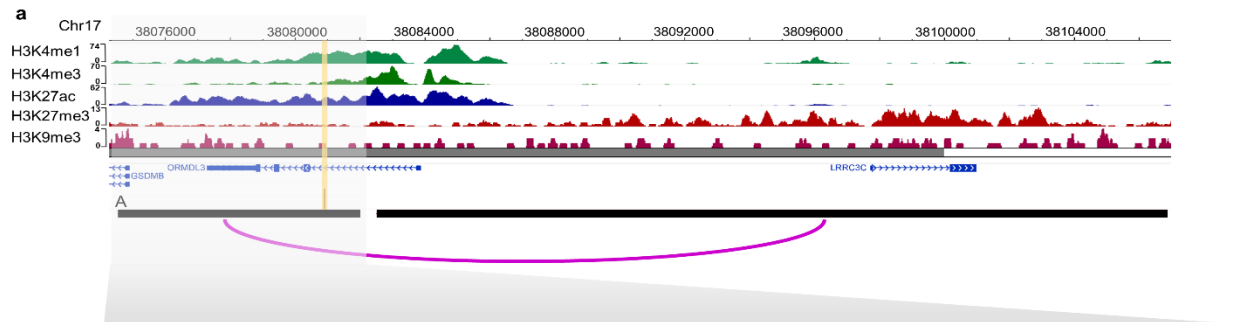 a
Chr17 38076000 38080000 38084000 38088000 38092000 38096000 38100000 38104000
H3K4me1 74 0
H3K4me3 70 0
H3K27ac 62 0
H3K27me3 13 0
H3K9me3 4 0
ORMDL3 LRRC3C
GSDMB
A